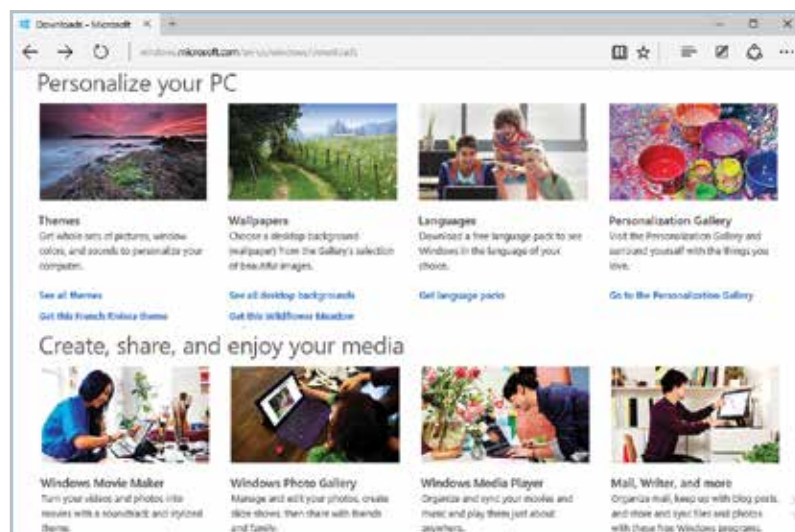 Downloads - Microsoft
windows.microsoft.com/en-us/windows/downloads
Personalize your PC
Themes
Get whole sets of pictures, window
colors, and sounds to personalize your
computer.
See all themes
Get this French Riviera theme
Wallpapers
Choose a desktop background
(wallpaper) from the Gallery's selection
of beautiful images.
See all desktop backgrounds
Get this Wildflower Meadow
Languages
Download a free language pack to see
Windows in the language of your
choice.
Get language packs
Personalization Gallery
Visit the Personalization Gallery and
surround yourself with the things you
love.
Go to the Personalization Gallery
Create, share, and enjoy your media
Windows Movie Maker
Turn your videos and photos into
movies with a soundtrack and stylized
theme.
Windows Photo Gallery
Manage and edit your photos, create
slide shows, then share with friends
and family.
Windows Media Player
Organize and sync your movies and
music and play them just about
anywhere.
Mail, Writer, and more
Organize mail, keep up with blog posts,
and store and sync files and photos
with these free Windows programs.